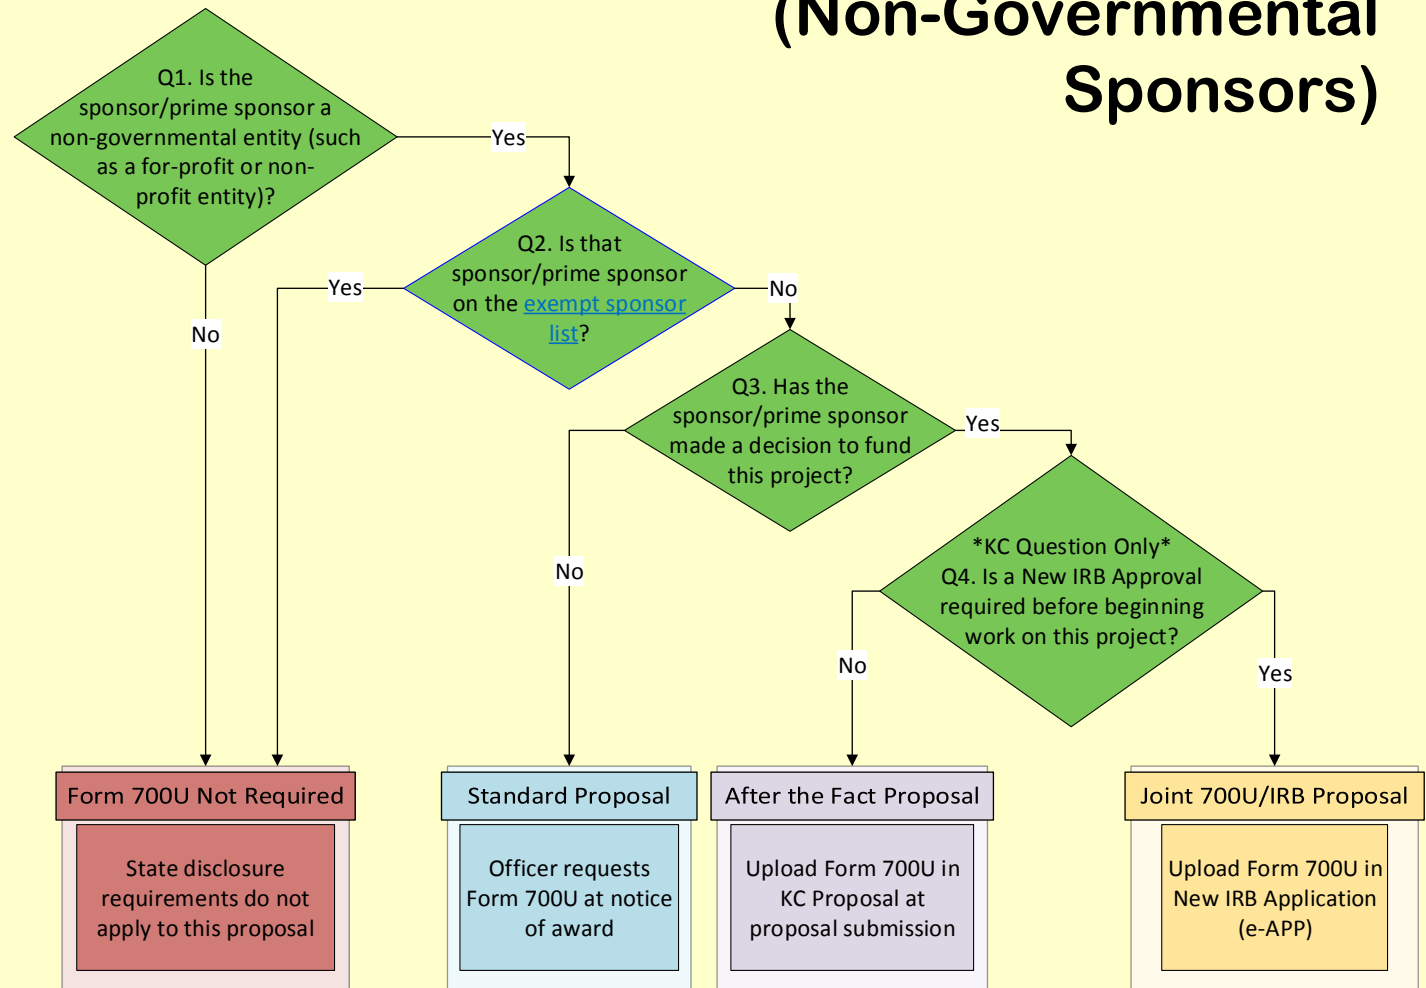 (Non-Governmental
Sponsors)
Q1. Is the
sponsor/prime sponsor a
non-governmental entity (such
as a for-profit or non-
profit entity)?
Yes
Q2. Is that
sponsor/prime sponsor
on the exempt sponsor
list?
Yes
No
No
Q3. Has the
sponsor/prime sponsor
made a decision to fund
this project?
Yes
No
*KC Question Only*
Q4. Is a New IRB Approval
required before beginning
work on this project?
No
Yes
Form 700U Not Required
State disclosure
requirements do not
apply to this proposal
Standard Proposal
Officer requests
Form 700U at notice
of award
After the Fact Proposal
Upload Form 700U in
KC Proposal at
proposal submission
Joint 700U/IRB Proposal
Upload Form 700U in
New IRB Application
(e-APP)